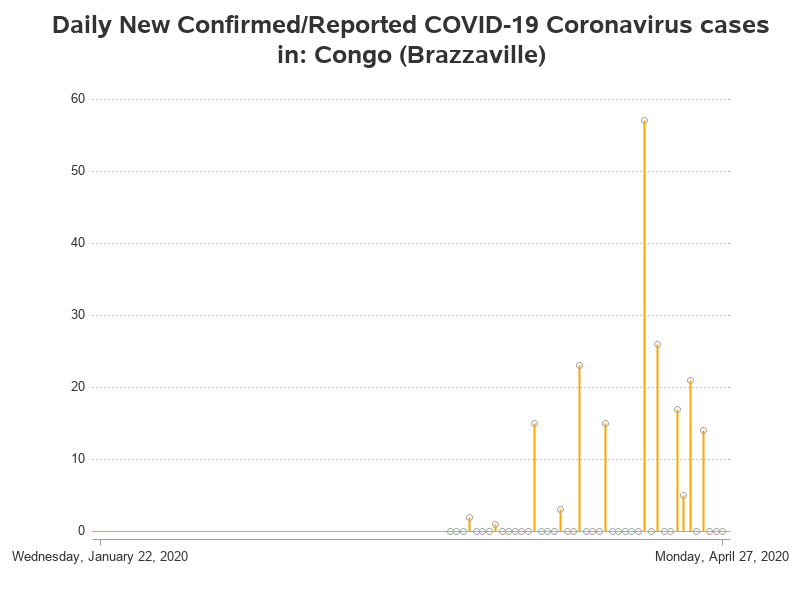 Daily New Confirmed/Reported COVID-19 Coronavirus cases
in: Congo (Brazzaville)
60
50
40
30
20
10
0
Wednesday, January 22, 2020
Monday, April 27, 2020